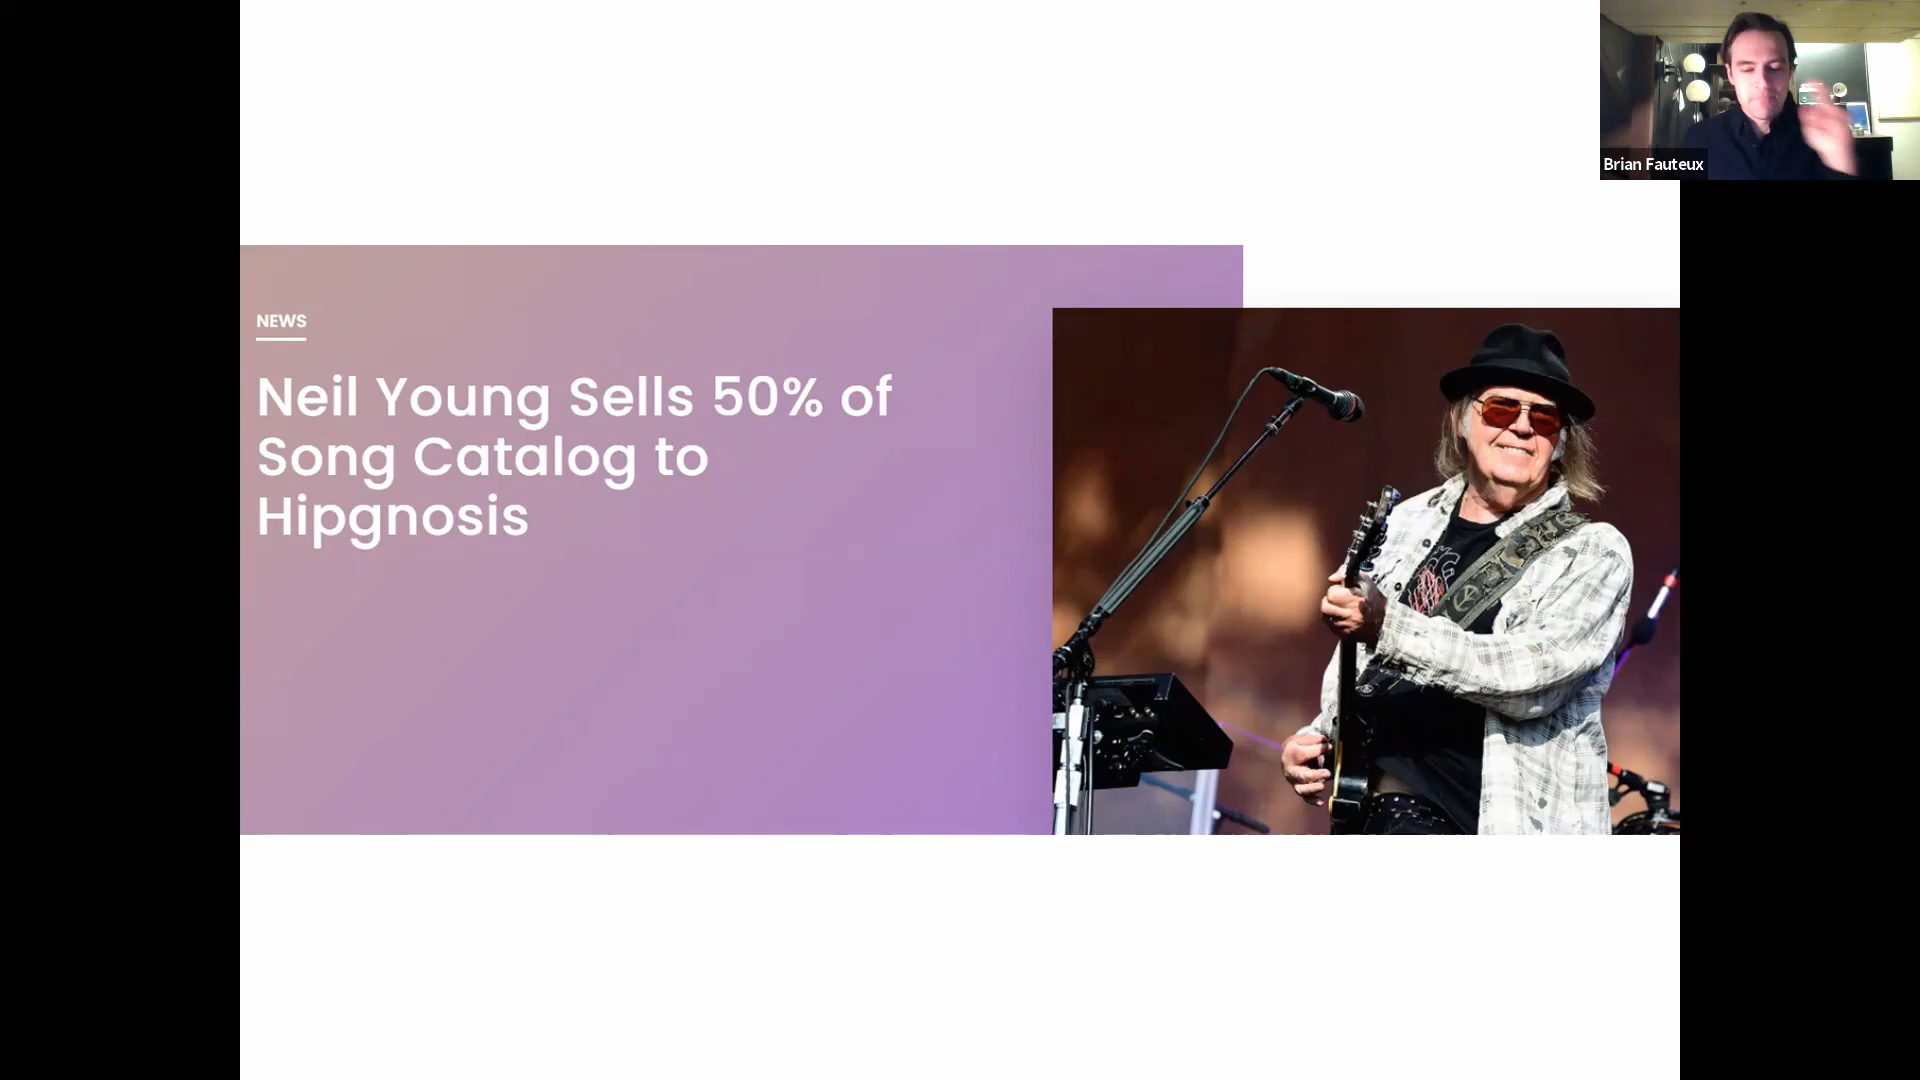 Brian Fauteux
NEWS
Neil Young Sells 50% of
Song Catalog to
Hipgnosis